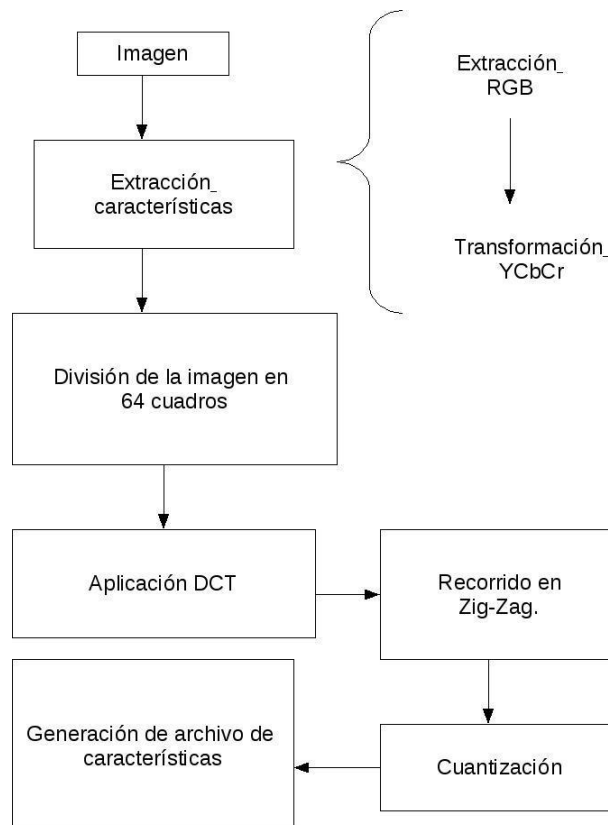 Imagen
Extracción_
RGB
Extracción_
característícas
Transformación_
YCbCr
División de la imagen en
64 cuadros
Aplicación DCT
Recorrido en
Zig-Zag.
Generación de archivo de
características
Cuantización